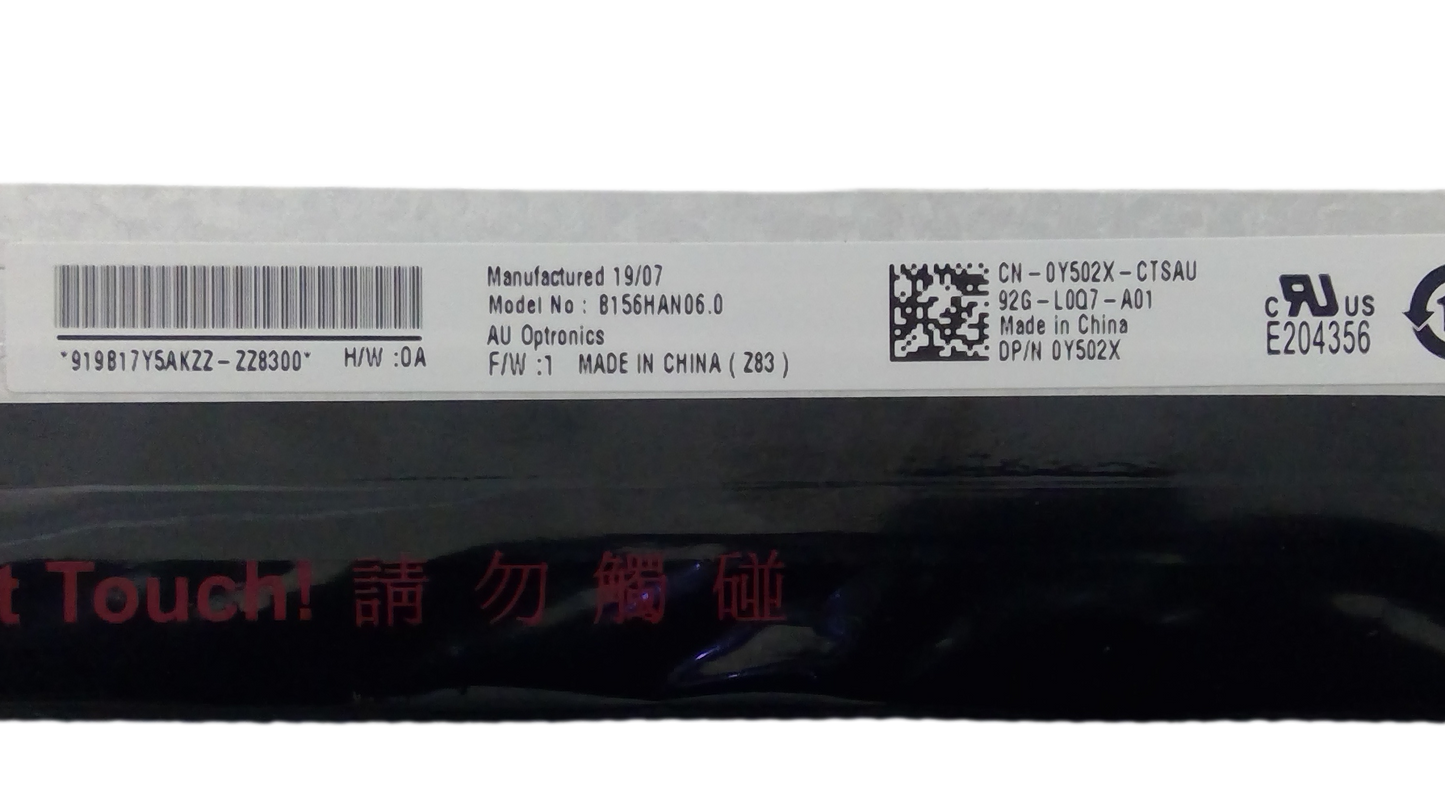 *919B17Y5AKZZ-ZZ8300* H/W :0A
Manufactured 19/07
Model No : B156HAN06.0
AU Optronics
F/W :1 MADE IN CHINA ( Z83 )
CN-0Y502X-CTSAU
92G-L0Q7-A01
Made in China
DP/N 0Y502X
c RU US
E204356
t Touch! 請勿觸碰